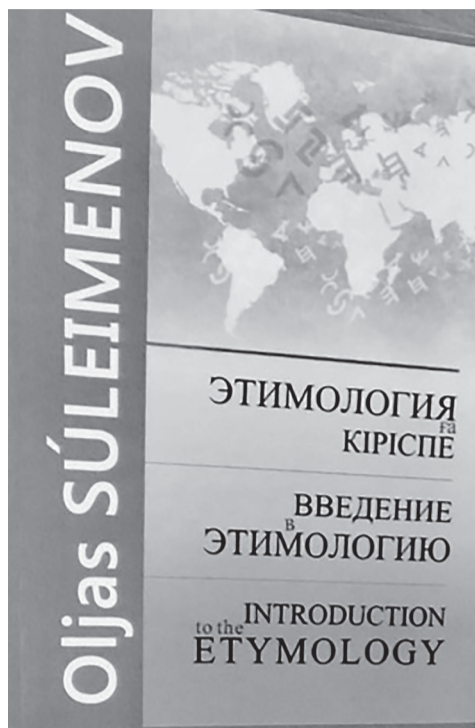 Oljas SÚLEIMENOV
ЭТИМОЛОГИЯ
ға
КІРІСПЕ
ВВЕДЕНИЕ
в
ЭТИМОЛОГИЮ
INTRODUCTION
to the
ETYMOLOGY